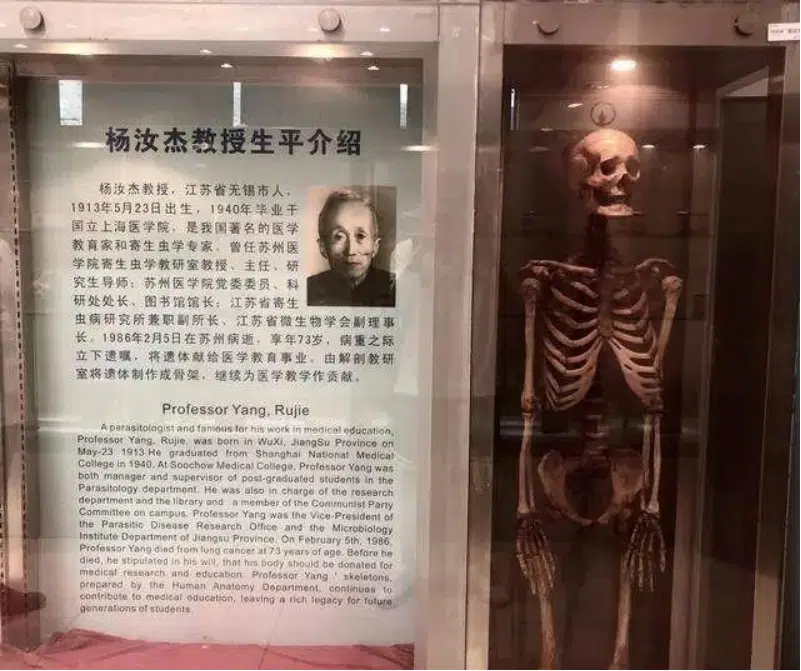 杨汝杰教授生平介绍
杨汝杰教授，江苏省无锡市人，
1913年5月23日出生，1940年毕业于
国立上海医学院，是我国著名的医学
教育家和寄生虫学专家，曾任苏州医
学院寄生虫学教研室教授、主任、研
究生导师；苏州医学院党委委员、科
研处处长、图书馆馆长；江苏省寄生
虫病研究所兼职副所长、江苏省微生物学会副理事
长。1986年2月5日在苏州病逝，享年73岁，病重之际
立下遗嘱，将遗体献给医学教育事业。由解剖教研
室将遗体制作成骨架，继续为医学教学作贡献。
Professor Yang, Rujie
A parasitologist and famous for his work in medical education,
Professor Yang, Rujie, was born in WuXi, JiangSu Province on
May-23 1913 He graduated from Shanghai National Medical
College in 1940. At Soochow Medical College, Professor Yang was
both manager and supervisor of post-graduated students in the
Parasitology department. He was also in charge of the research
department and the library and a member of the Communist Party
Committee on campus. Professor Yang was the Vice-President of
the Parasitic Disease Research Office and the Microbiology
Institute Department of Jiangsu Province. On February 5th, 1986,
Professor Yang died from lung cancer at 73 years of age. Before he
died, he stipulated in his will, that his body should be donated for
medical research and education. Professor Yang ' skeletons,
prepared by the Human Anatomy Department, continues to
contribute to medical education, leaving a rich legacy for future
generations of students.